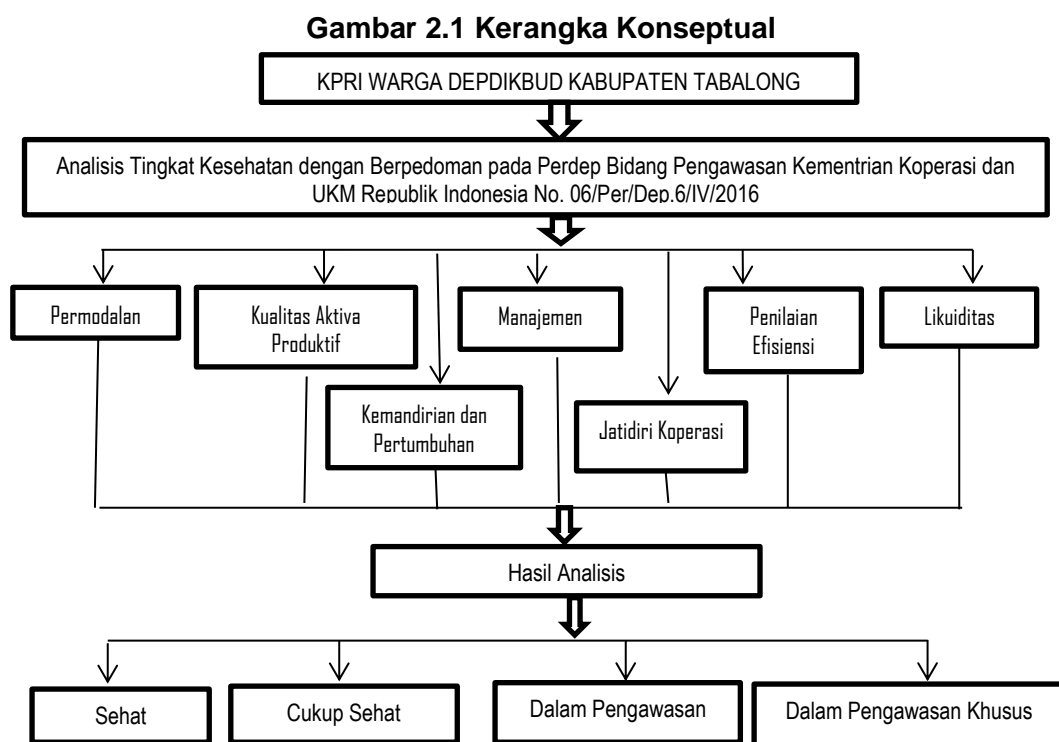 Gambar 2.1 Kerangka Konseptual
KPRI WARGA DEPDIKBUD KABUPATEN TABALONG
Analisis Tingkat Kesehatan dengan Berpedoman pada Perdep Bidang Pengawasan Kementrian Koperasi dan
UKM Republik Indonesia No. 06/Per/Dep.6/IV/2016
Permodalan
Kualitas Aktiva
Produktif
Manajemen
Penilaian
Efisiensi
Likuiditas
Kemandirian dan
Pertumbuhan
Jatidiri Koperasi
Hasil Analisis
Sehat
Cukup Sehat
Dalam Pengawasan
Dalam Pengawasan Khusus